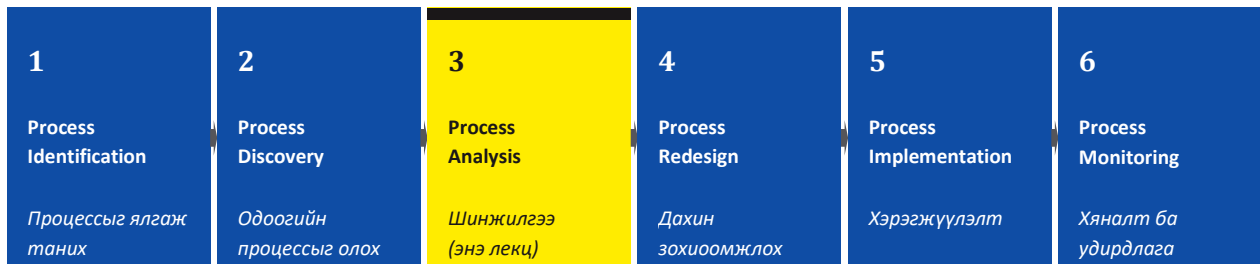 1
Process
Identification
Процессыг ялгаж
таних
2
Process
Discovery
Одоогийн
процессыг олох
3
Process
Analysis
Шинжилгээ
(энэ лекц)
4
Process
Redesign
Дахин
зохиоомжлох
5
Process
Implementation
Хэрэгжүүлэлт
6
Process
Monitoring
Хяналт ба
удирдлага